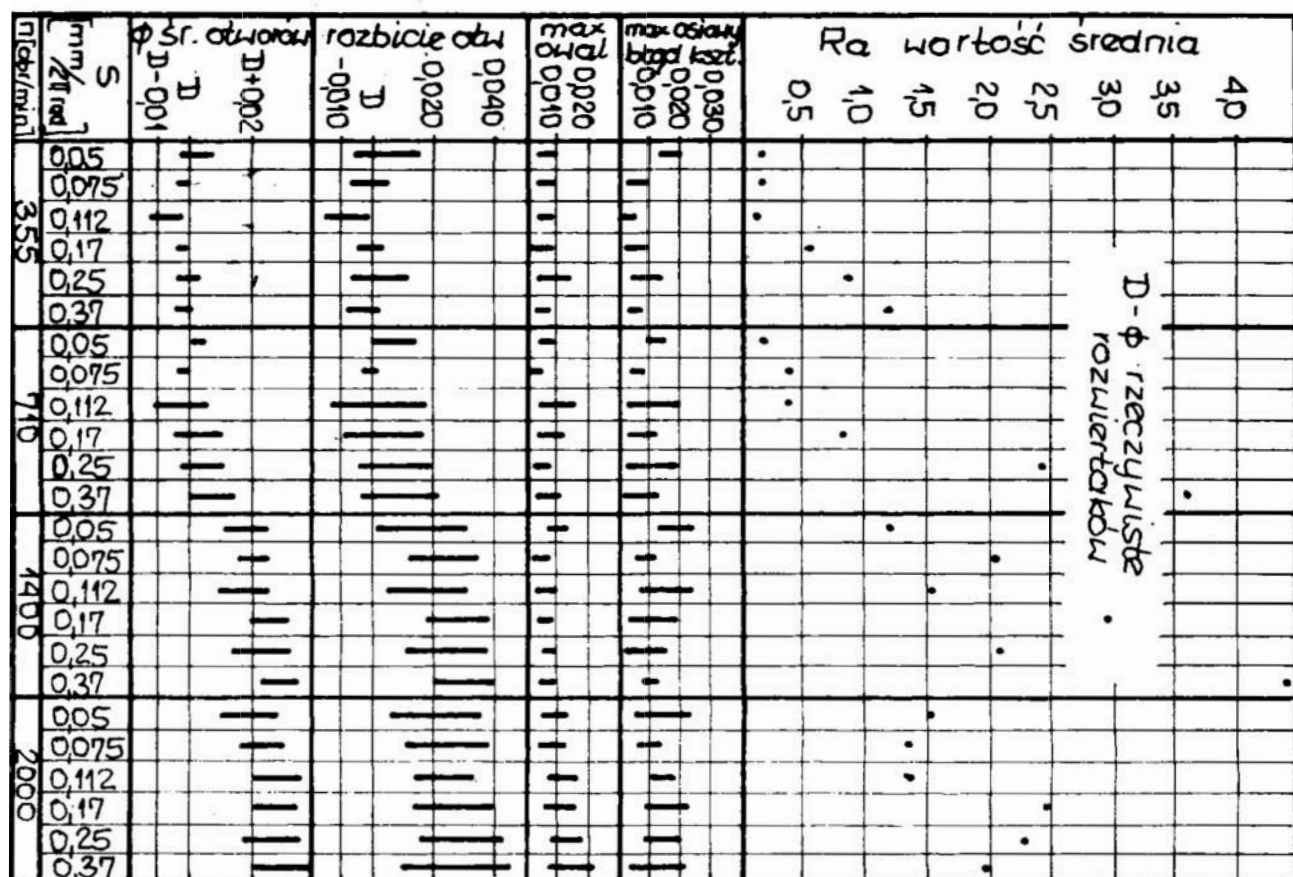 n[obr/min]
S
[mm/2Π rad]
ϕ śr. otworów
D-0,01
D
D+0,02
rozbicie otw
-0,010
D
0,020
0,040
max
owal
0,010
0,020
max osiowy
błąd kszt.
0,010
0,020
0,030
Ra wartość średnia
0,5
1,0
1,5
2,0
2,5
3,0
3,5
4,0
355
0,05
0,075
0,112
0,17
0,25
0,37
710
0,05
0,075
0,112
0,17
0,25
0,37
1400
0,05
0,075
0,112
0,17
0,25
0,37
2000
0,05
0,075
0,112
0,17
0,25
0,37
D-ϕ rzeczywiste
rozwiertaków